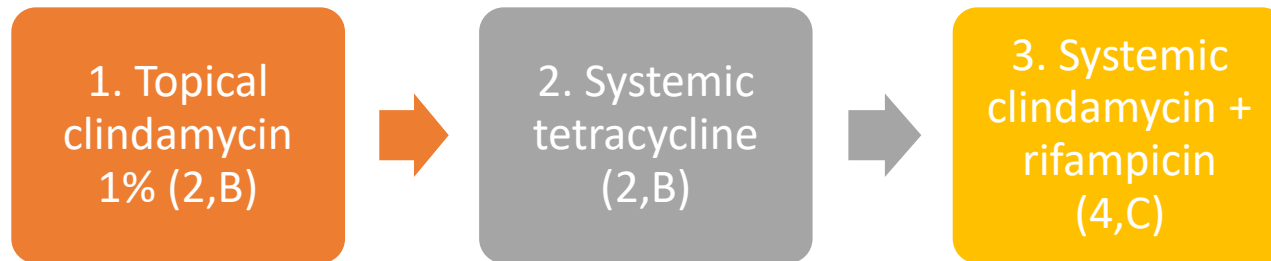 1. Topical
clindamycin
1% (2,B)
2. Systemic
tetracycline
(2,B)
3. Systemic
clindamycin +
rifampicin
(4,C)